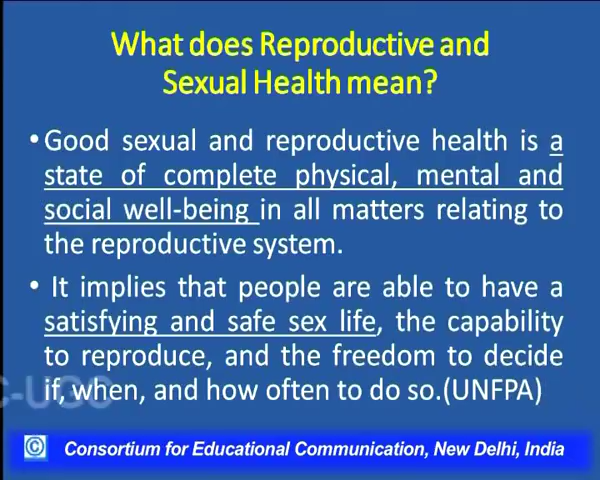 What does Reproductive and
Sexual Health mean?
• Good sexual and reproductive health is a
state of complete physical, mental and
social well-being in all matters relating to
the reproductive system.
• It implies that people are able to have a
satisfying and safe sex life, the capability
to reproduce, and the freedom to decide
if, when, and how often to do so.(UNFPA)
C-UGC
© Consortium for Educational Communication, New Delhi, India